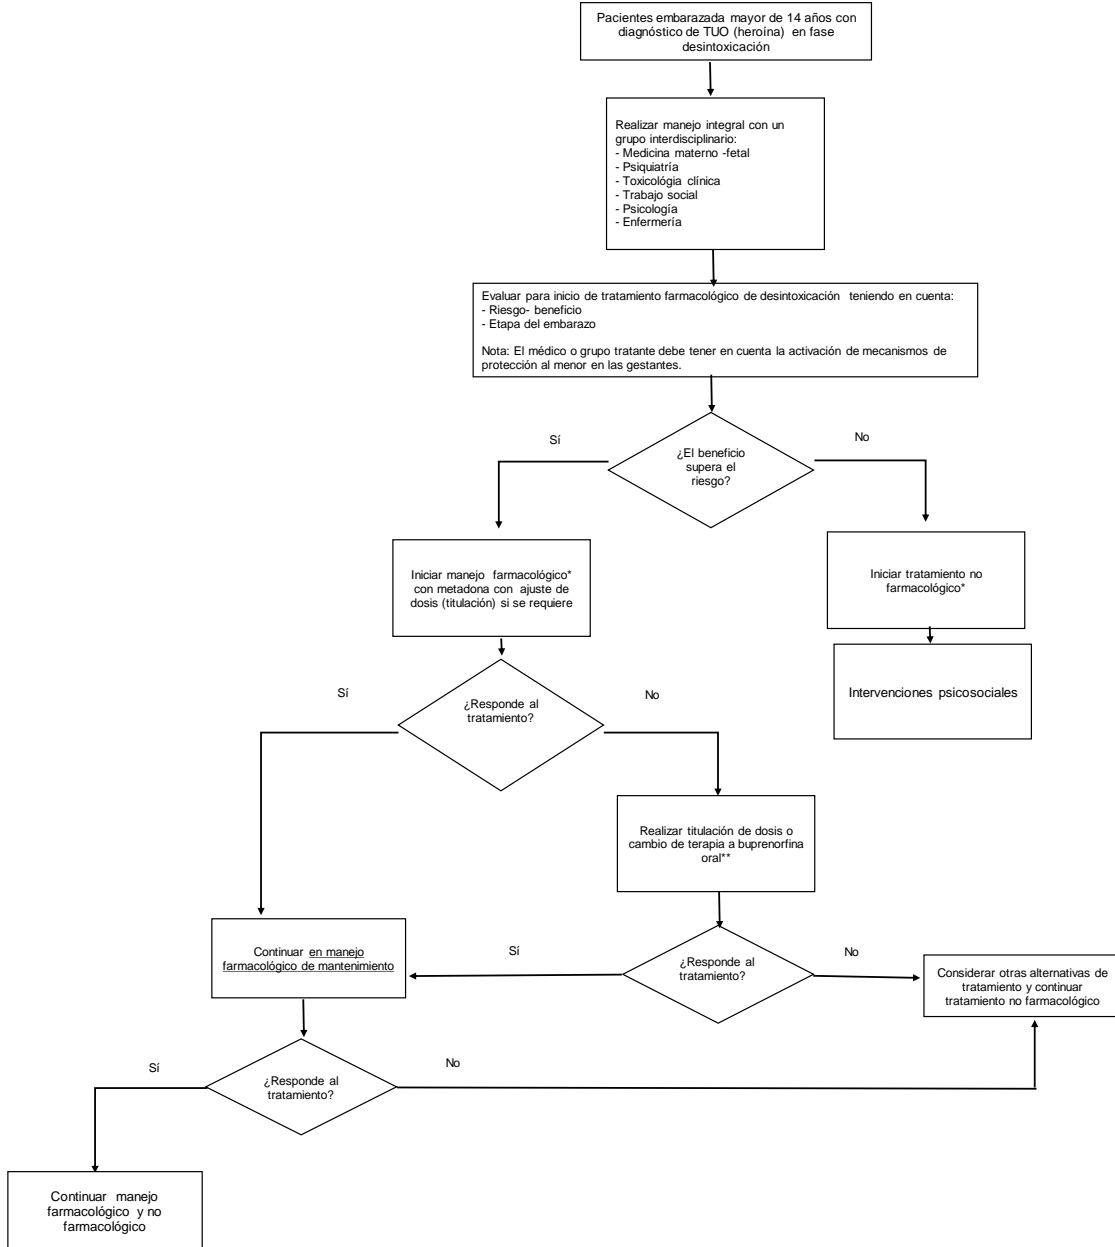 Pacientes embarazada mayor de 14 años con
diagnóstico de TUO (heroína) en fase
desintoxicación
Realizar manejo integral con un
grupo interdisciplinario:
- Medicina materno -fetal
- Psiquiatría
- Toxicológia clínica
- Trabajo social
- Psicología
- Enfermería
Evaluar para inicio de tratamiento farmacológico de desintoxicación teniendo en cuenta:
- Riesgo- beneficio
- Etapa del embarazo
Nota: El médico o grupo tratante debe tener en cuenta la activación de mecanismos de
protección al menor en las gestantes.
¿El beneficio
supera el
riesgo?
Sí
No
Iniciar manejo farmacológico*
con metadona con ajuste de
dosis (titulación) si se requiere
Iniciar tratamiento no
farmacológico*
Intervenciones psicosociales
¿Responde al
tratamiento?
Sí
No
Realizar titulación de dosis o
cambio de terapia a buprenorfina
oral**
Continuar en manejo
farmacológico de mantenimiento
Sí
¿Responde al
tratamiento?
No
Considerar otras alternativas de
tratamiento y continuar
tratamiento no farmacológico
Sí
¿Responde al
tratamiento?
No
Continuar manejo
farmacológico y no
farmacológico